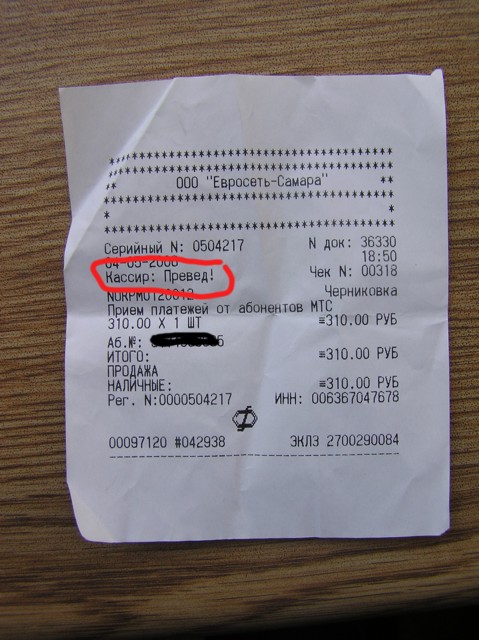 ************************************
** ООО "Евросеть-Самара" **
************************************
* *
************************************
Серийный N: 0504217 N док: 36330
18:50
Кассир: Превед! Чек N: 00318
Черниковка
Прием платежей от абонентов МТС
310.00 X 1 ШТ ≡310.00 РУБ
Аб.№:
ИТОГО: ≡310.00 РУБ
ПРОДАЖА
НАЛИЧНЫЕ: ≡310.00 РУБ
Рег. N:0000504217 ИНН: 006367047678
00097120 #042938 ЭКЛЗ 2700290084